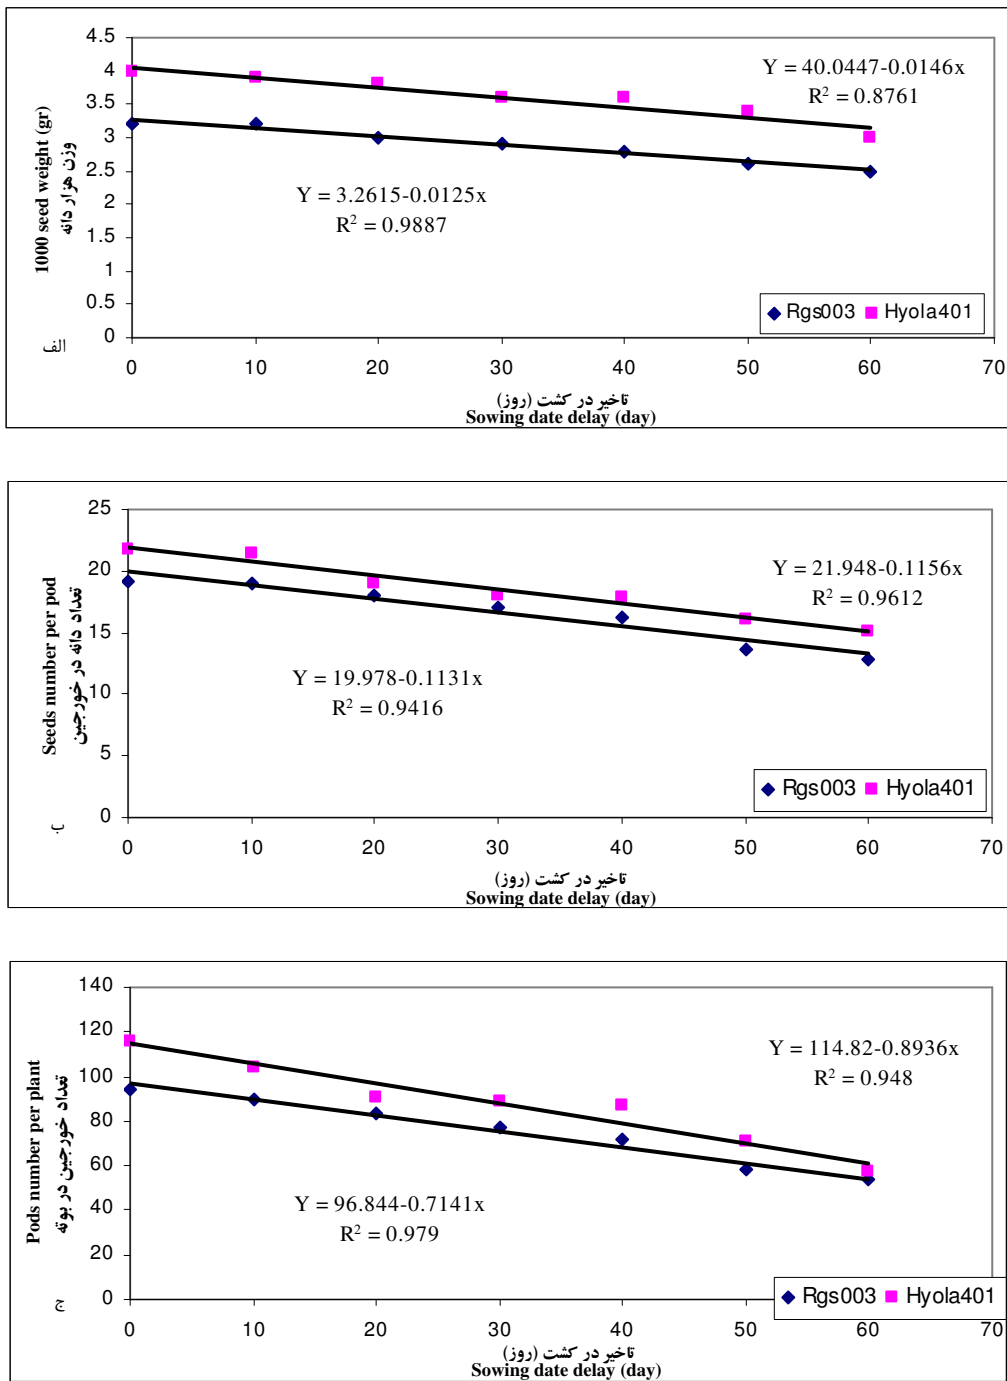 4.5
4
3.5
3
2.5
2
1.5
1
0.5
0
1000 seed weight (gr)
وزن هزار دانه
Y = 40.0447-0.0146x
R² = 0.8761
Y = 3.2615-0.0125x
R² = 0.9887
Rgs003 Hyola401
الف
0 10 20 30 40 50 60 70
تاخیر در کشت (روز)
Sowing date delay (day)
25
20
15
10
5
0
Seeds number per pod
تعداد دانه در خورجین
Y = 21.948-0.1156x
R² = 0.9612
Y = 19.978-0.1131x
R² = 0.9416
Rgs003 Hyola401
ب
0 10 20 30 40 50 60 70
تاخیر در کشت (روز)
Sowing date delay (day)
140
120
100
80
60
40
20
0
Pods number per plant
تعداد خورجین در بوته
Y = 114.82-0.8936x
R² = 0.948
Y = 96.844-0.7141x
R² = 0.979
Rgs003 Hyola401
ج
0 10 20 30 40 50 60 70
تاخیر در کشت (روز)
Sowing date delay (day)